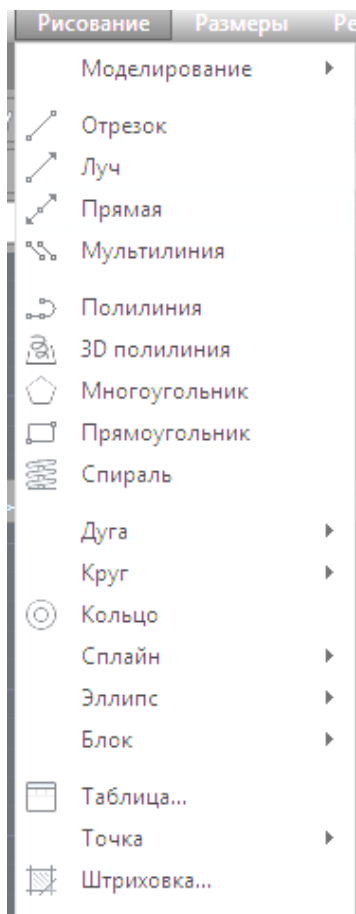 Рисование Размеры Ре
Моделирование
Отрезок
Луч
Прямая
Мультилиния
Полилиния
3D полилиния
Многоугольник
Прямоугольник
Спираль
Дуга
Круг
Кольцо
Сплайн
Эллипс
Блок
Таблица...
Точка
Штриховка...